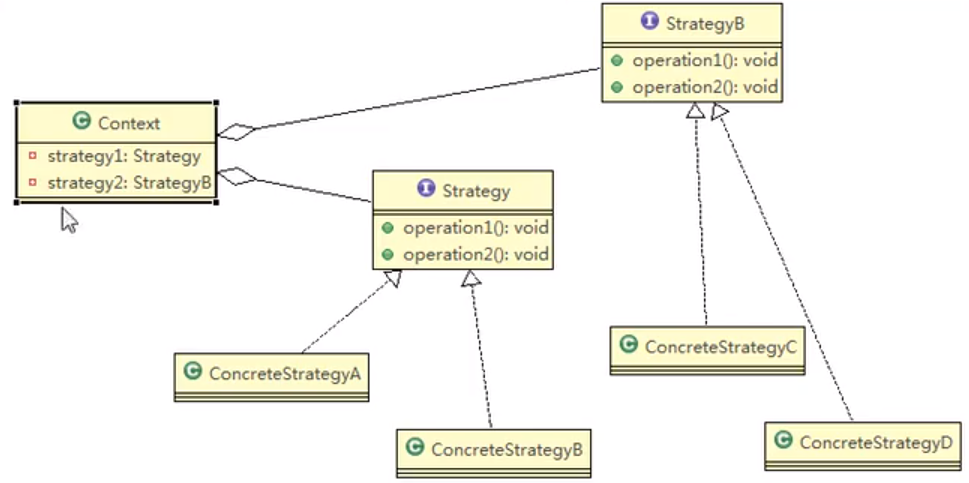 StrategyB
operation1(): void
operation2(): void
Context
strategy1: Strategy
strategy2: StrategyB
Strategy
operation1(): void
operation2(): void
ConcreteStrategyC
ConcreteStrategyA
ConcreteStrategyB
ConcreteStrategyD